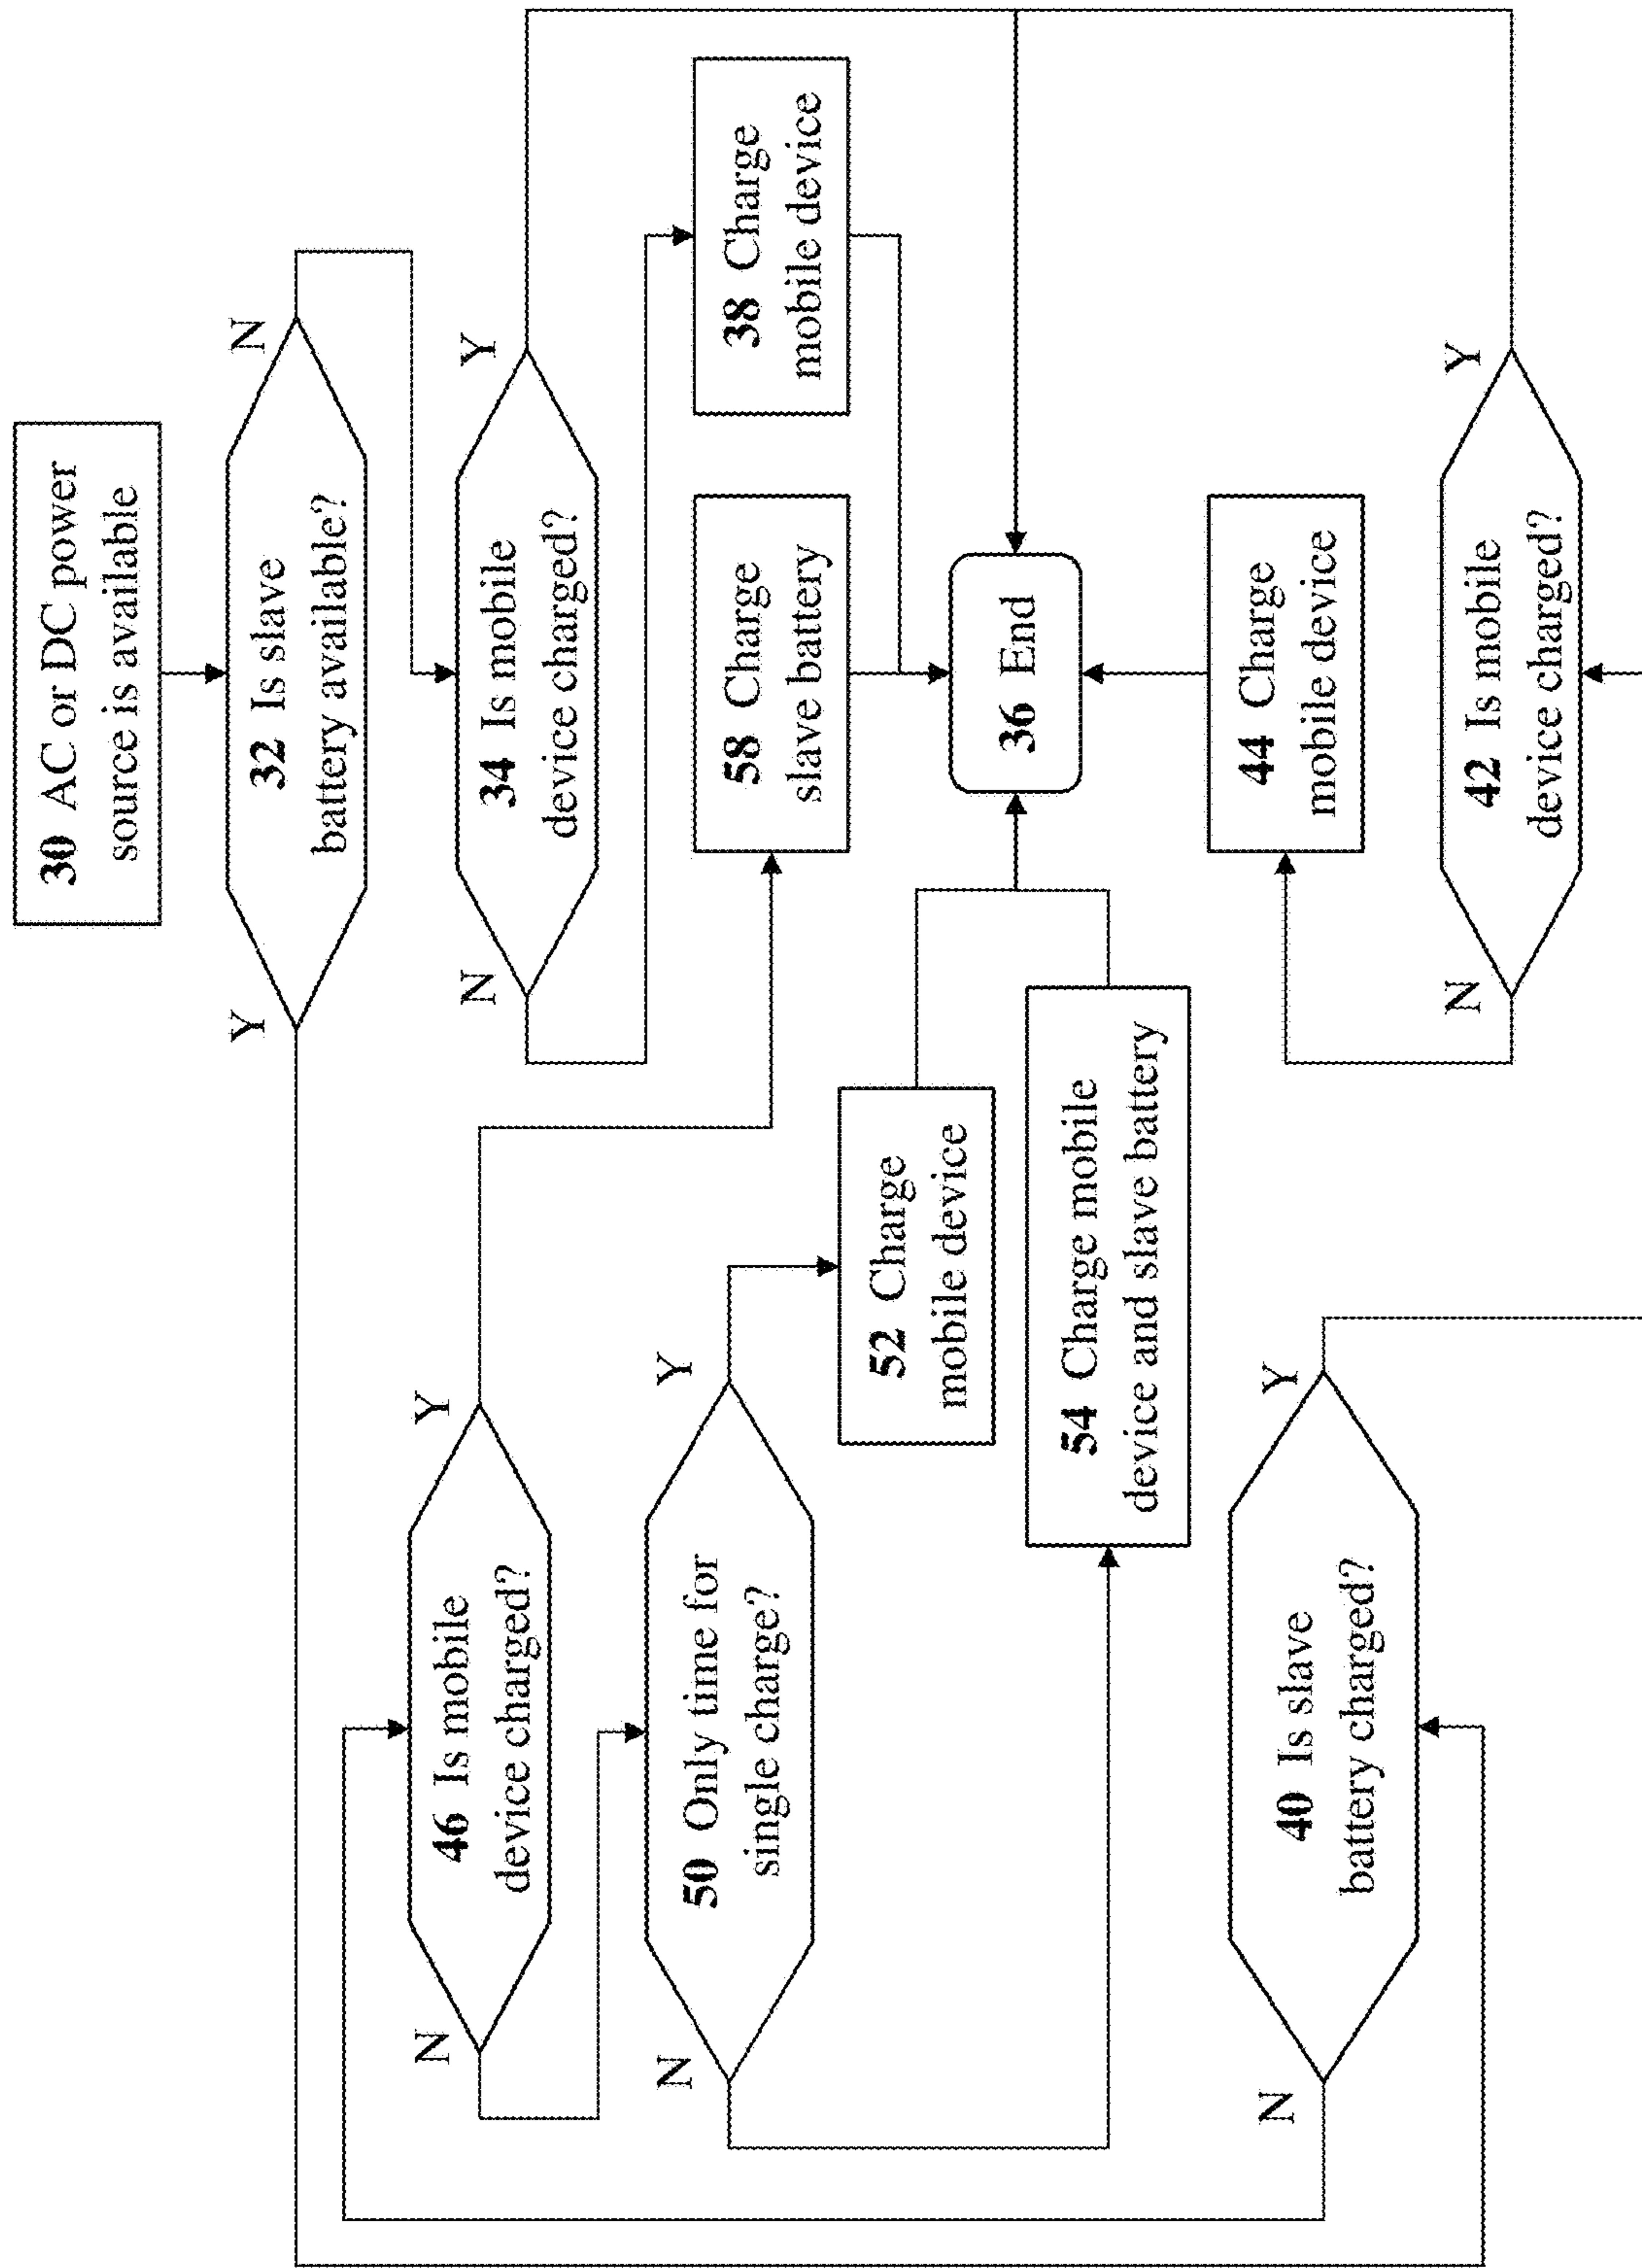 30 AC or DC power
source is available
Y
32 Is slave
battery available?
N
N
46 Is mobile
device charged?
Y
N
34 Is mobile
device charged?
Y
N
50 Only time for
single charge?
Y
58 Charge
slave battery
38 Charge
mobile device
52 Charge
mobile device
36 End
54 Charge mobile
device and slave battery
N
40 Is slave
battery charged?
Y
44 Charge
mobile device
N
42 Is mobile
device charged?
Y